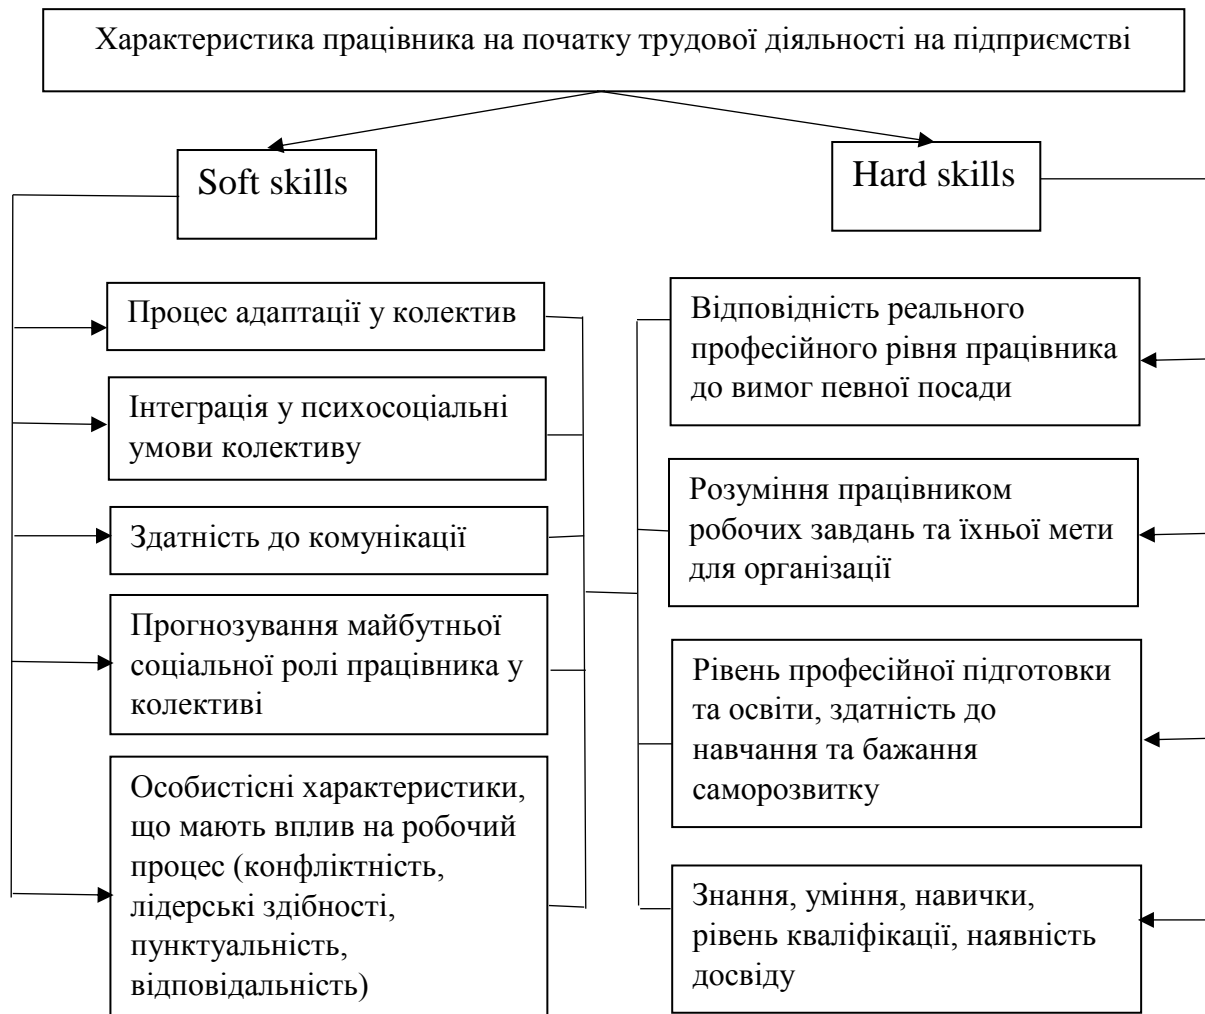 Характеристика працівника на початку трудової діяльності на підприємстві
Soft skills
Hard skills
Процес адаптації у колектив
Інтеграція у психосоціальні
умови колективу
Здатність до комунікації
Прогнозування майбутньої
соціальної ролі працівника у
колективі
Особистісні характеристики,
що мають вплив на робочий
процес (конфліктність,
лідерські здібності,
пунктуальність,
відповідальність)
Відповідність реального
професійного рівня працівника
до вимог певної посади
Розуміння працівником
робочих завдань та їхньої мети
для організації
Рівень професійної підготовки
та освіти, здатність до
навчання та бажання
саморозвитку
Знання, уміння, навички,
рівень кваліфікації, наявність
досвіду